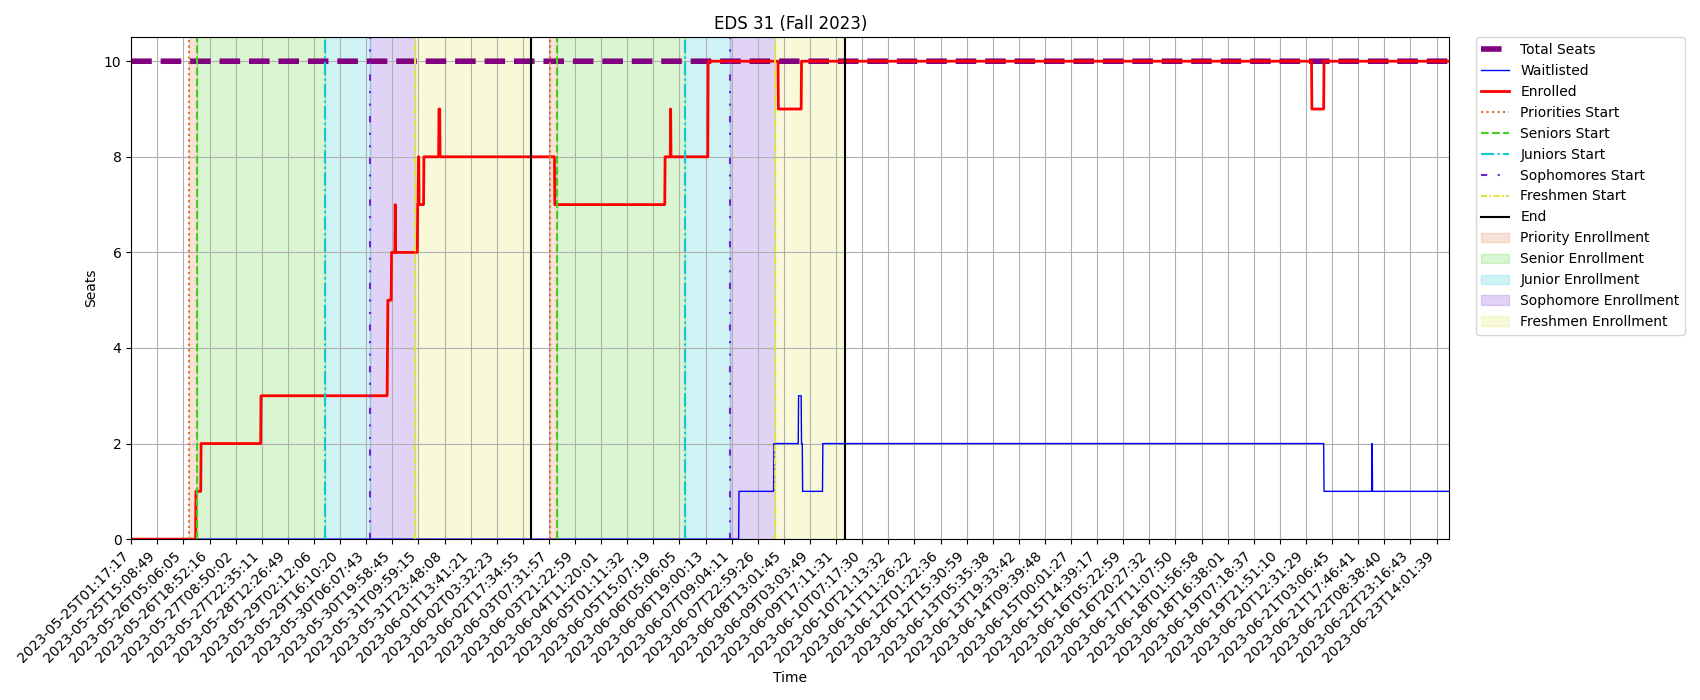 EDS 31 (Fall 2023)
Seats
10
8
6
4
2
0
2023-05-25T01:17:17
2023-05-25T15:08:49
2023-05-26T05:06:05
2023-05-26T18:52:16
2023-05-27T08:50:02
2023-05-27T22:35:11
2023-05-28T12:26:49
2023-05-29T02:12:06
2023-05-29T16:10:20
2023-05-30T06:07:43
2023-05-30T19:58:45
2023-05-31T09:59:15
2023-05-31T23:48:08
2023-06-01T13:41:21
2023-06-02T03:32:23
2023-06-02T17:34:55
2023-06-03T07:31:57
2023-06-03T21:22:59
2023-06-04T11:20:01
2023-06-05T01:11:32
2023-06-05T15:07:19
2023-06-06T05:06:05
2023-06-06T19:00:13
2023-06-07T09:04:11
2023-06-07T22:59:26
2023-06-08T13:01:45
2023-06-09T03:03:49
2023-06-09T17:11:31
2023-06-10T07:17:30
2023-06-10T21:13:32
2023-06-11T11:26:22
2023-06-12T01:22:36
2023-06-12T15:30:59
2023-06-13T05:35:38
2023-06-13T19:33:42
2023-06-14T09:39:48
2023-06-15T00:01:27
2023-06-15T14:39:17
2023-06-16T05:22:59
2023-06-16T20:27:32
2023-06-17T11:07:50
2023-06-18T01:56:58
2023-06-18T16:38:01
2023-06-19T07:18:37
2023-06-19T21:51:10
2023-06-20T12:31:29
2023-06-21T03:06:45
2023-06-21T17:46:41
2023-06-22T08:38:40
2023-06-22T23:16:43
2023-06-23T14:01:39
Time
Total Seats
Waitlisted
Enrolled
Priorities Start
Seniors Start
Juniors Start
Sophomores Start
Freshmen Start
End
Priority Enrollment
Senior Enrollment
Junior Enrollment
Sophomore Enrollment
Freshmen Enrollment